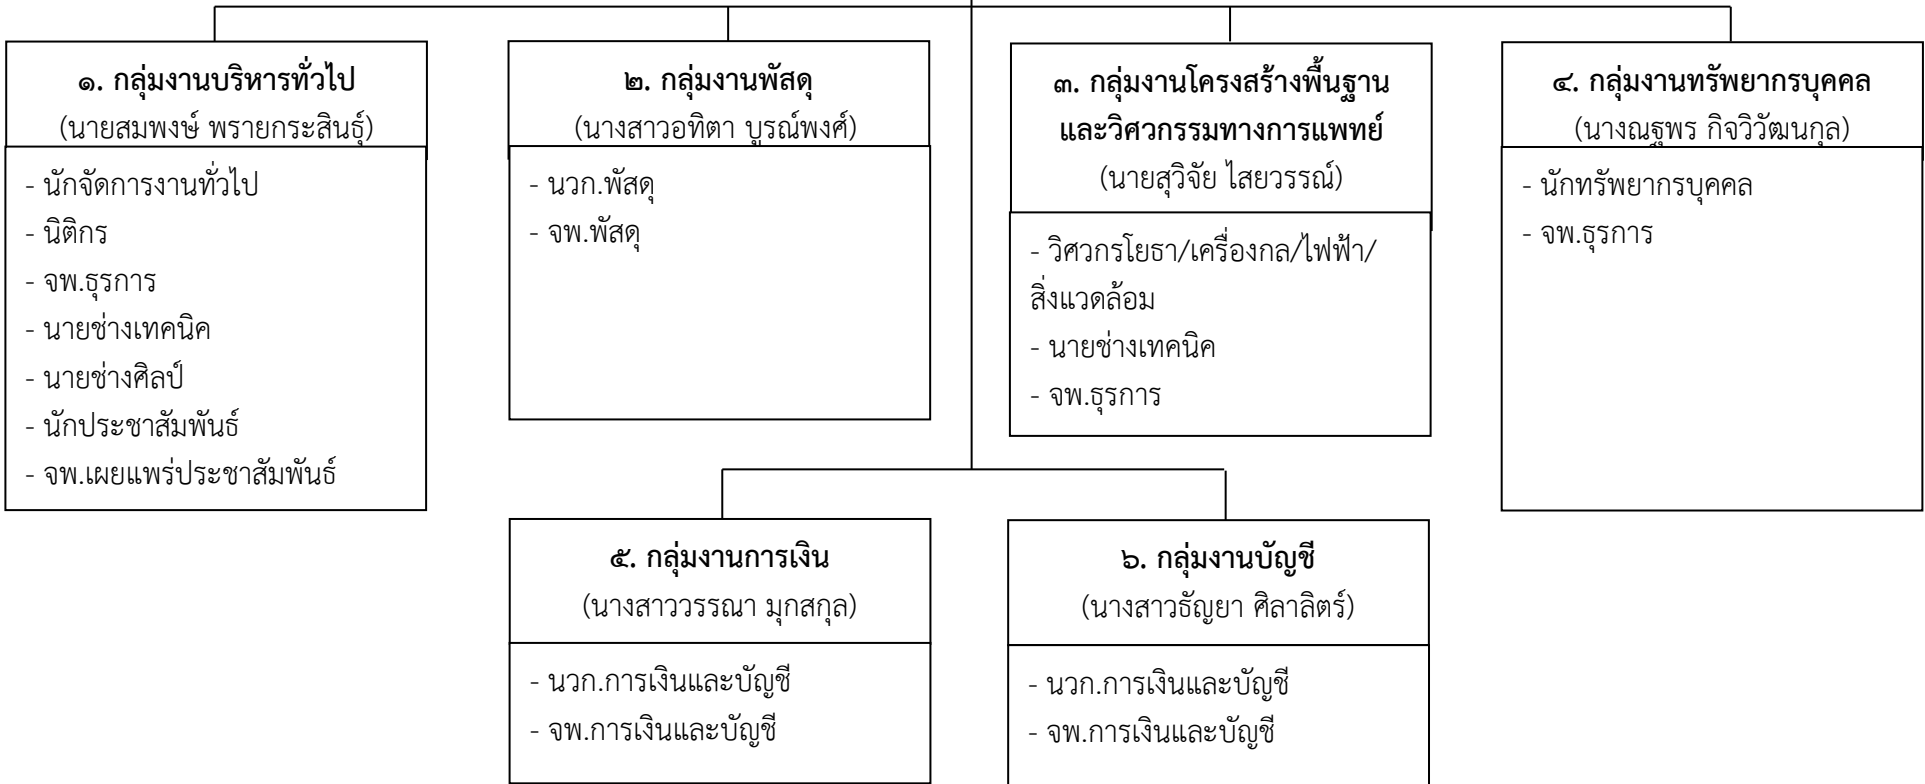 ๑. กลุ่มงานบริหารทั่วไป
(นายสมพงษ์ พรายกระสินธุ์)
- นักจัดการงานทั่วไป
- นิติกร
- จพ.ธุรการ
- นายช่างเทคนิค
- นายช่างศิลป์
- นักประชาสัมพันธ์
- จพ.เผยแพร่ประชาสัมพันธ์
๒. กลุ่มงานพัสดุ
(นางสาวอทิตา บูรณ์พงศ์)
- นวก.พัสดุ
- จพ.พัสดุ
๓. กลุ่มงานโครงสร้างพื้นฐาน
และวิศวกรรมทางการแพทย์
(นายสุวิจัย ไสยวรรณ์)
- วิศวกรโยธา/เครื่องกล/ไฟฟ้า/
สิ่งแวดล้อม
- นายช่างเทคนิค
- จพ.ธุรการ
๔. กลุ่มงานทรัพยากรบุคคล
(นางณฐพร กิจวิวัฒนกุล)
- นักทรัพยากรบุคคล
- จพ.ธุรการ
๕. กลุ่มงานการเงิน
(นางสาววรรณา มุกสกุล)
- นวก.การเงินและบัญชี
- จพ.การเงินและบัญชี
๖. กลุ่มงานบัญชี
(นางสาวธัญยา ศิลาลิตร์)
- นวก.การเงินและบัญชี
- จพ.การเงินและบัญชี